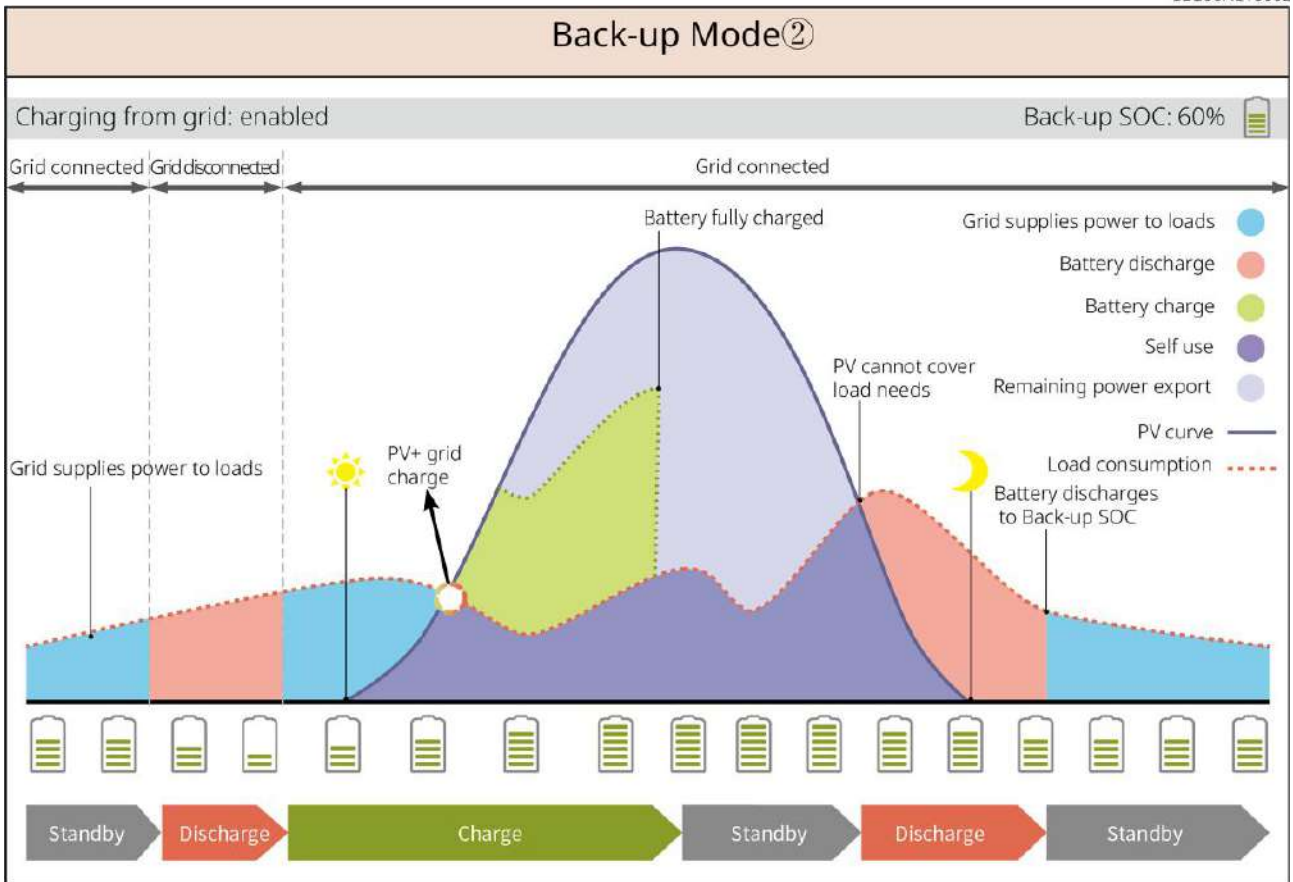 Back-up Mode②
Charging from grid: enabled
Back-up SOC: 60%
Grid connected
Grid disconnected
Grid connected
Battery fully charged
Grid supplies power to loads
Battery discharge
Battery charge
Self use
PV cannot cover
load needs
Remaining power export
PV curve
Load consumption
Grid supplies power to loads
PV+ grid
charge
Battery discharges
to Back-up SOC
Standby
Discharge
Charge
Standby
Discharge
Standby